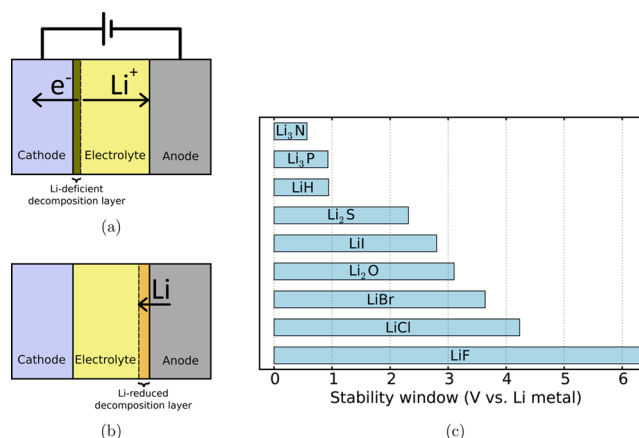 e⁻
Li⁺
Cathode
Electrolyte
Anode
Li-deficient
decomposition layer
(a)
Li
Cathode
Electrolyte
Anode
Li-reduced
decomposition layer
(b)
Li₃N
Li₃P
LiH
Li₂S
LiI
Li₂O
LiBr
LiCl
LiF
0 1 2 3 4 5 6
Stability window (V vs. Li metal)
(c)